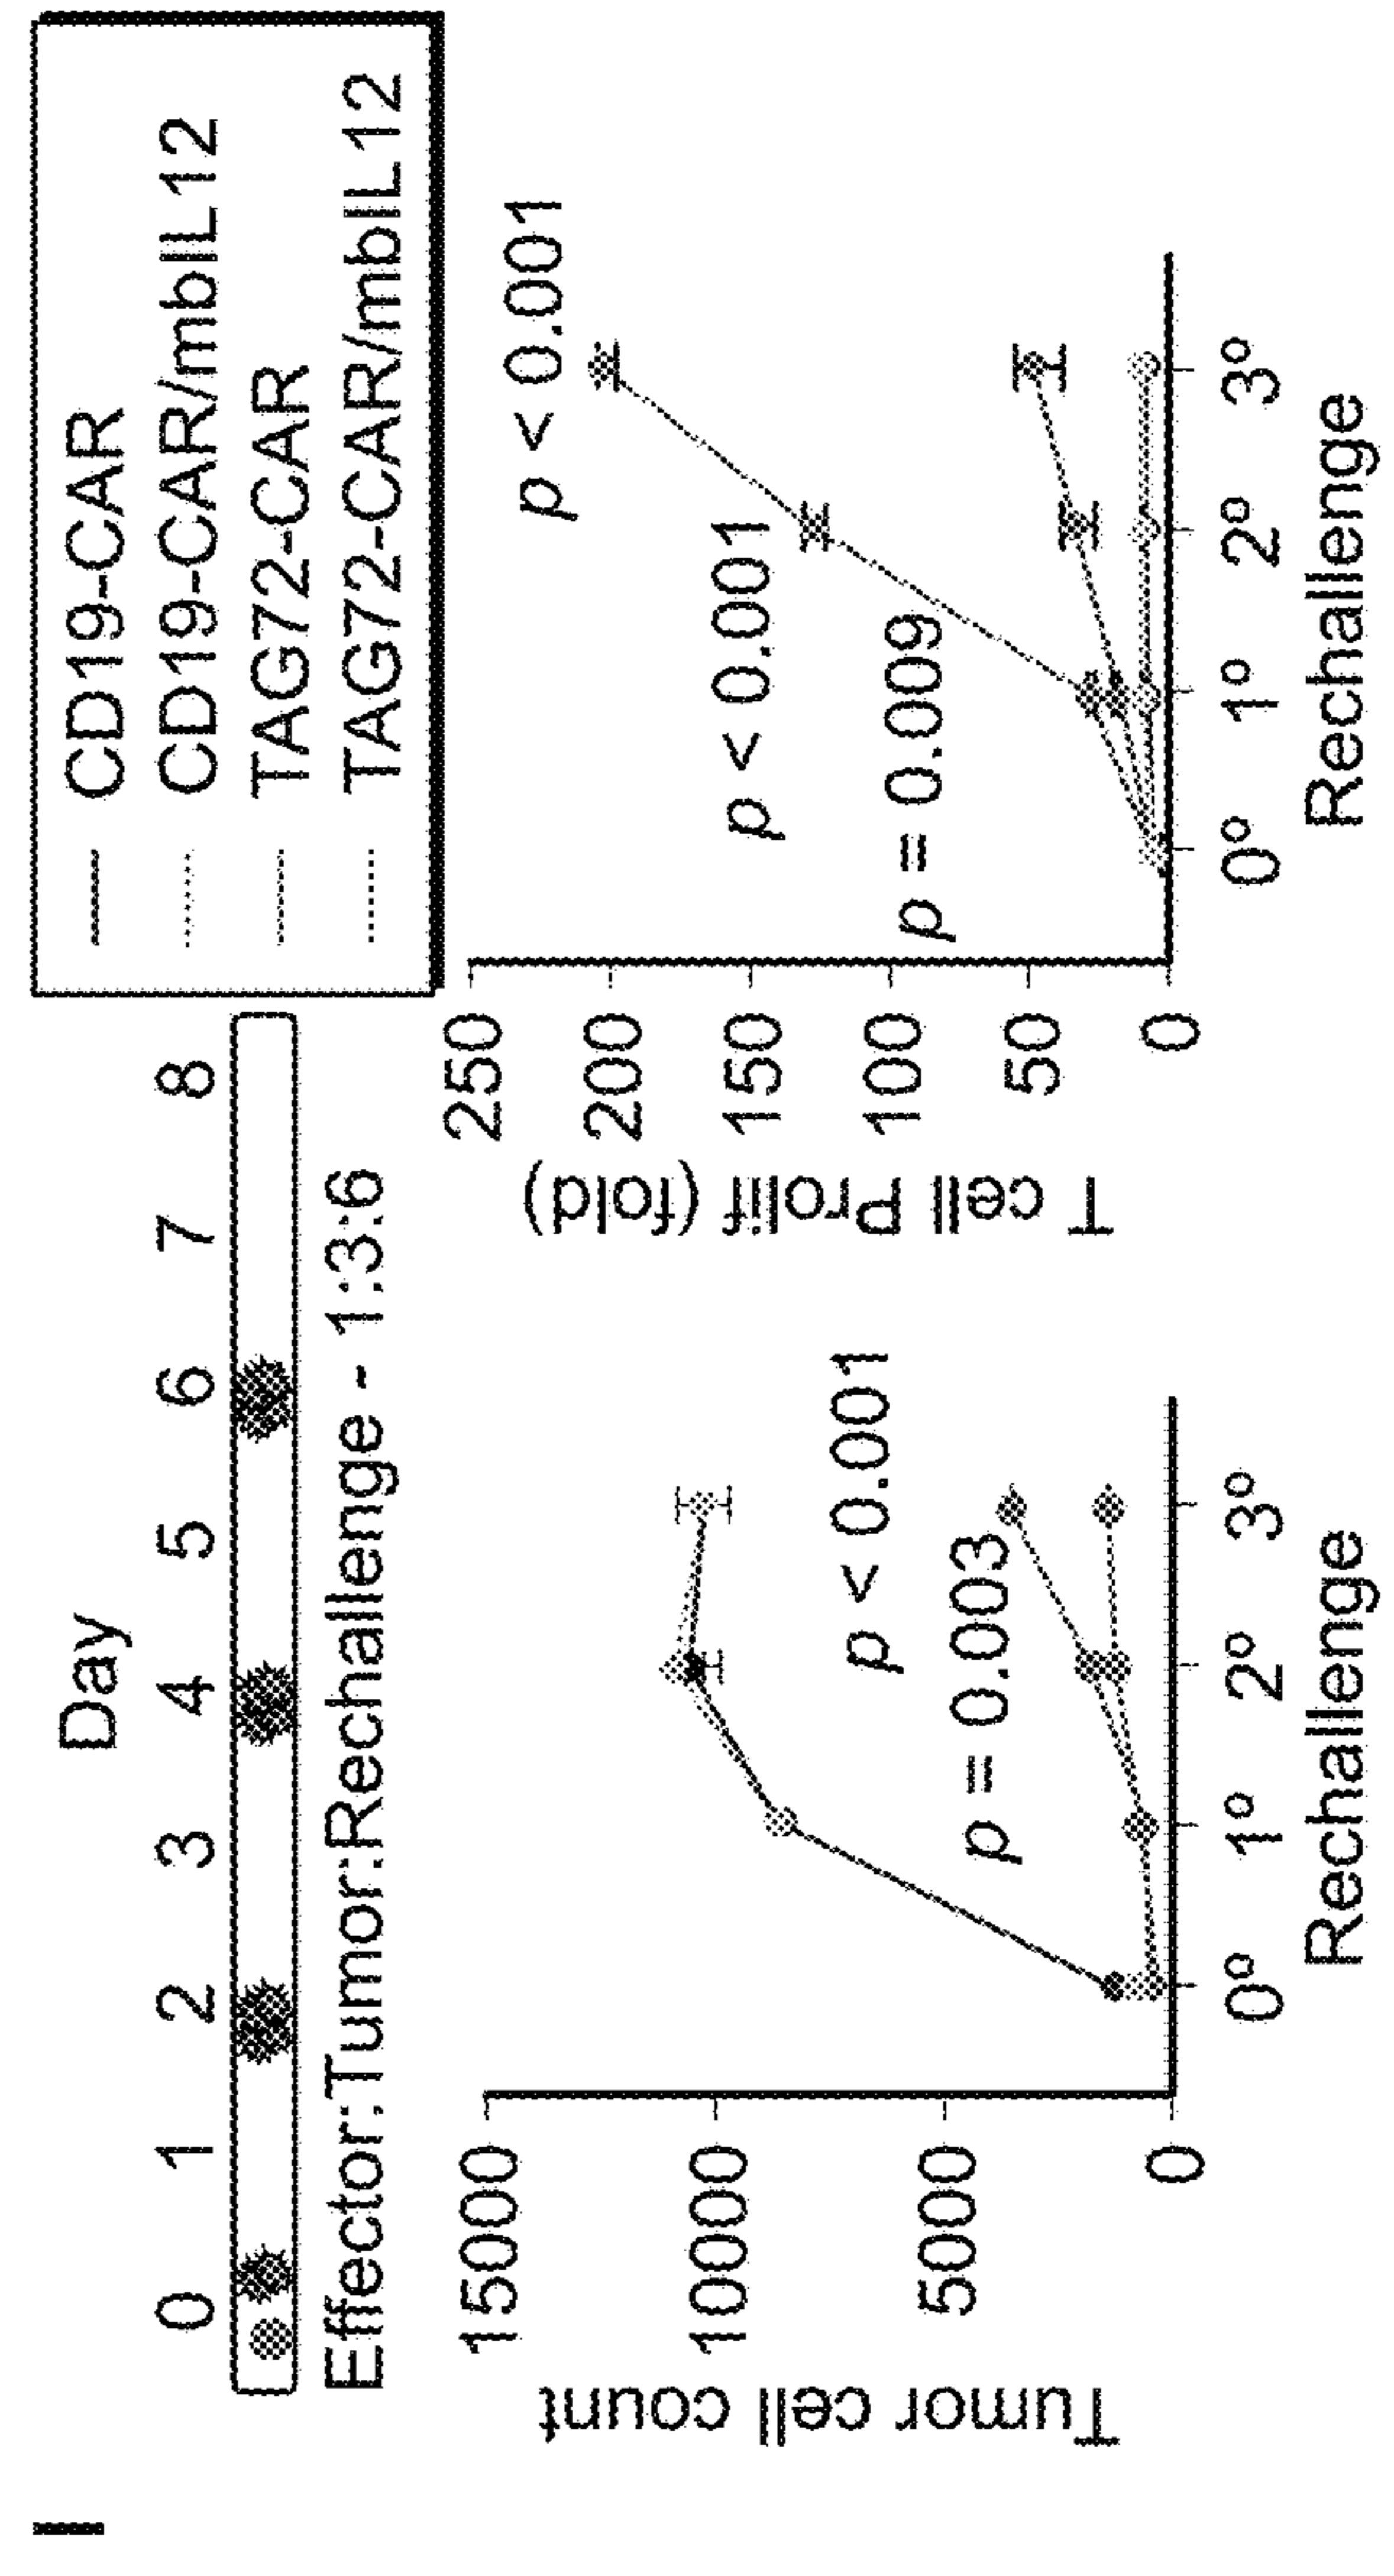 I
Day
0 1 2 3 4 5 6 7 8
Effector:Tumor:Rechallenge - 1:3:6
CD19-CAR
CD19-CAR/mbIL12
TAG72-CAR
TAG72-CAR/mbIL12
Tumor cell count
15000
10000
5000
0
p < 0.001
p = 0.003
0° 1° 2° 3°
Rechallenge
T cell Prolif (fold)
250
200
150
100
50
0
p < 0.001
p < 0.001
p = 0.009
0° 1° 2° 3°
Rechallenge